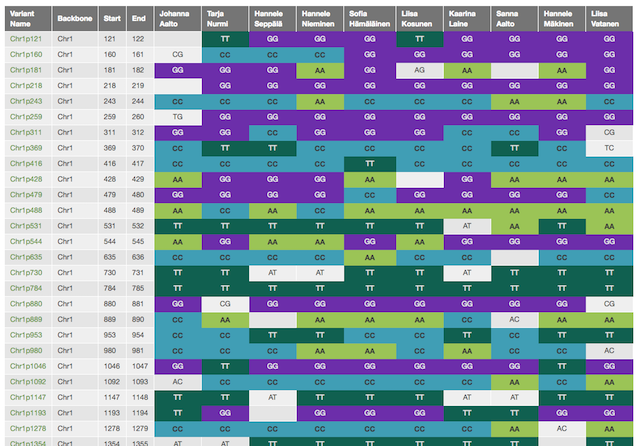 Variant Name Backbone Start End Johanna Aalto Tarja Nurmi Hannele Seppälä Hannele Nieminen Sofia Hämäläinen Liisa Kosunen Kaarina Laine Sanna Aalto Hannele Mäkinen Liisa Vatanen
Chr1p121 Chr1 121 122 TT GG GG GG TT GG GG GG GG
Chr1p160 Chr1 160 161 CG CC CC CC GG GG GG GG GG GG
Chr1p181 Chr1 181 182 GG GG GG AA GG AG AA AA GG
Chr1p218 Chr1 218 219 GG GG GG GG GG GG GG GG GG
Chr1p243 Chr1 243 244 CC CC CC AA CC CC CC AA AA CC
Chr1p259 Chr1 259 260 TG GG GG GG GG GG GG GG GG GG
Chr1p311 Chr1 311 312 GG GG CC GG GG GG CC CC GG CG
Chr1p369 Chr1 369 370 CC TT TT CC CC CC CC TT CC TC
Chr1p416 Chr1 416 417 CC CC CC CC TT CC CC CC CC CC
Chr1p428 Chr1 428 429 AA GG GG GG AA GG AA AA AA
Chr1p479 Chr1 479 480 GG GG GG GG CC GG GG GG GG GG
Chr1p488 Chr1 488 489 AA CC AA CC AA AA AA AA AA AA
Chr1p531 Chr1 531 532 TT TT TT TT TT TT AT AA TT AA
Chr1p544 Chr1 544 545 AA GG AA AA GG AA GG GG GG GG
Chr1p635 Chr1 635 636 CC CC CC CC AA CC CC CC CC
Chr1p730 Chr1 730 731 TT TT AT AT TT TT TT TT TT TT
Chr1p784 Chr1 784 785 TT TT TT TT TT TT TT TT TT TT
Chr1p880 Chr1 880 881 GG CG GG GG GG GG GG GG GG CG
Chr1p889 Chr1 889 890 CC AA AA AA AA CC AC AA AA
Chr1p953 Chr1 953 954 CC CC TT TT CC CC TT CC TT TT
Chr1p980 Chr1 980 981 CC CC CC AA AA CC AA CC CC AC
Chr1p1046 Chr1 1046 1047 GG TT GG GG GG GG GG GG TT GG
Chr1p1092 Chr1 1092 1093 AC CC CC CC CC CC CC AA CC AA
Chr1p1147 Chr1 1147 1148 TT TT AT TT TT TT AT AT TT TT
Chr1p1193 Chr1 1193 1194 TT GG GG GG GG GG TT GG GG
Chr1p1278 Chr1 1278 1279 CC CC CC CC CC CC CC AA AC AA
Chr1p1354 Chr1 1354 1355 AT AT TT TT TT TT TT TT TT TT